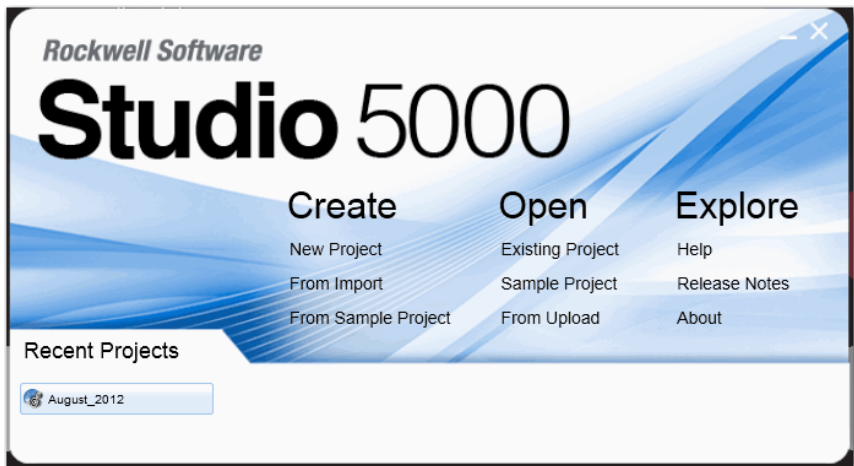 Rockwell Software
Studio 5000
Create
New Project
From Import
From Sample Project
Open
Existing Project
Sample Project
From Upload
Explore
Help
Release Notes
About
Recent Projects
August_2012